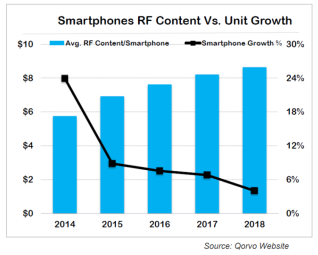 Smartphones RF Content Vs. Unit Growth
$10 Avg. RF Content/Smartphone Smartphone Growth % 30%
$8 24%
$6 18%
$4 12%
$2 6%
$0 0%
2014 2015 2016 2017 2018
Source: Qorvo Website